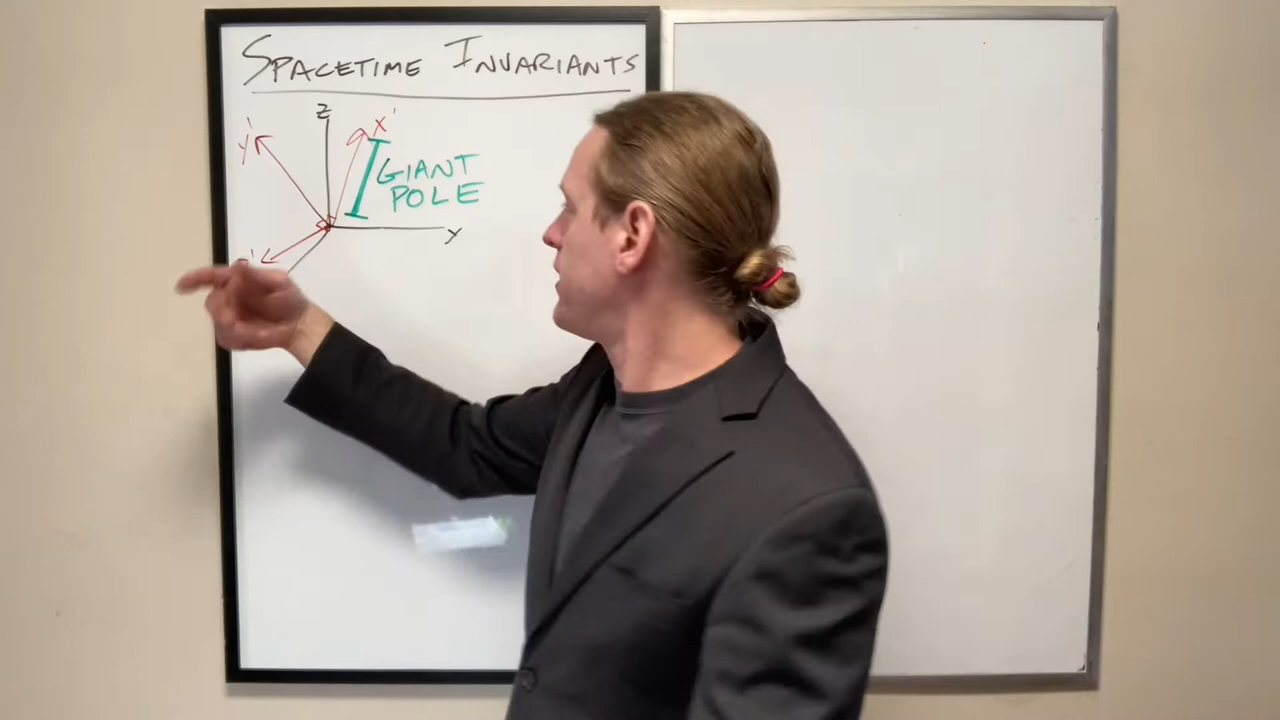 SPACETIME INVARIANTS
z
y'
x'
GIANT
POLE
y